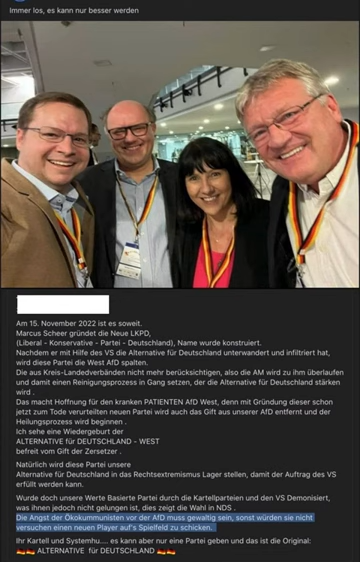 Immer los, es kann nur besser werden
Am 15. November 2022 ist es soweit.
Marcus Scheer gründet die Neue LKPD,
(Liberal - Konservative - Partei - Deutschland), Name wurde konstruiert.
Nachdem er mit Hilfe des VS die Alternative für Deutschland unterwandert und infiltriert hat,
wird diese Partei die West AfD spalten.
Die aus Kreis-Landesverbänden nicht mehr berücksichtigen, also die AM wird zu ihm überlaufen
und damit einen Reinigungsprozess in Gang setzen, der die Alternative für Deutschland stärken
wird .
Das macht Hoffnung für den kranken PATIENTEN AfD West, denn mit Gründung dieser schon
jetzt zum Tode verurteilten neuen Partei wird auch das Gift aus unserer AfD entfernt und der
Heilungsprozess wird beginnen .
Ich sehe eine Wiedergeburt der
ALTERNATIVE für DEUTSCHLAND - WEST
befreit vom Gift der Zersetzer .
Natürlich wird diese Partei unsere
Alternative für Deutschland in das Rechtsextremismus Lager stellen, damit der Auftrag des VS
erfüllt werden kann.
Wurde doch unsere Werte Basierte Partei durch die Kartellparteien und den VS Demonisiert,
was ihnen jedoch nicht gelungen ist, dies zeigt die Wahl in NDS .
Die Angst der Ökokommunisten vor der AfD muss gewaltig sein, sonst würden sie nicht
versuchen einen neuen Player auf's Spielfeld zu schicken.
Ihr Kartell und Systemhu.... es kann aber nur eine Partei geben und das ist die Original:
🇩🇪🇩🇪 ALTERNATIVE für DEUTSCHLAND 🇩🇪🇩🇪